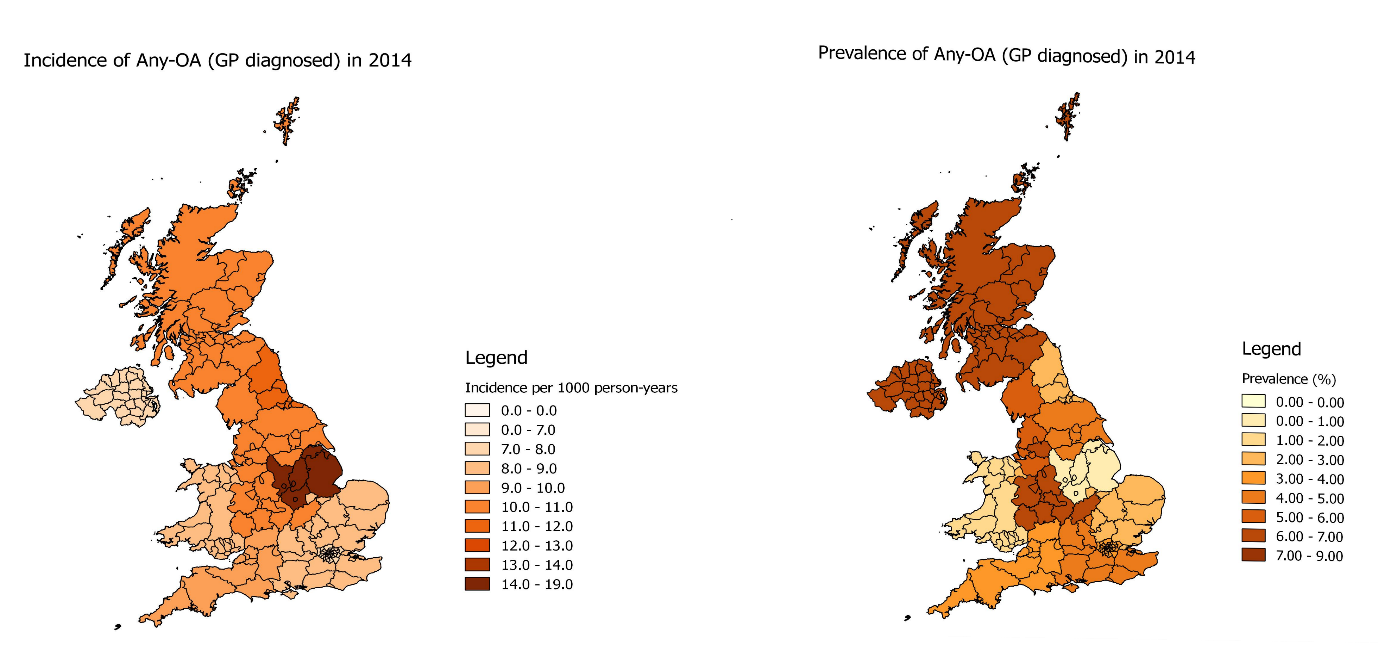 Incidence of Any-OA (GP diagnosed) in 2014
Legend
Incidence per 1000 person-years
0.0 - 0.0
0.0 - 7.0
7.0 - 8.0
8.0 - 9.0
9.0 - 10.0
10.0 - 11.0
11.0 - 12.0
12.0 - 13.0
13.0 - 14.0
14.0 - 19.0
Prevalence of Any-OA (GP diagnosed) in 2014
Legend
Prevalence (%)
0.00 - 0.00
0.00 - 1.00
1.00 - 2.00
2.00 - 3.00
3.00 - 4.00
4.00 - 5.00
5.00 - 6.00
6.00 - 7.00
7.00 - 9.00